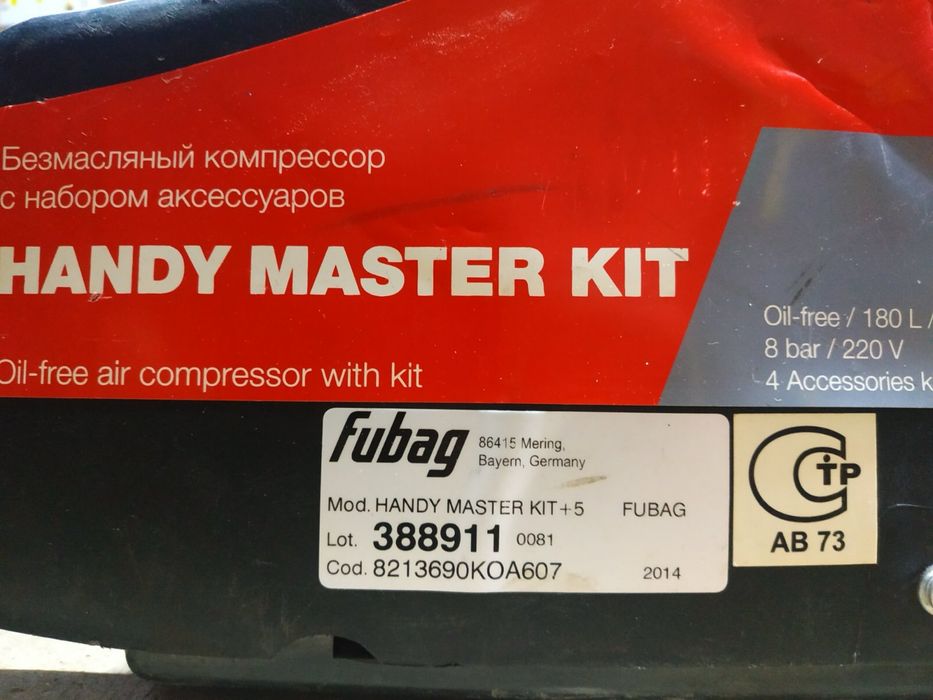 Безмасляный компрессор
с набором аксессуаров
HANDY MASTER KIT
Oil-free air compressor with kit
Oil-free / 180 L /
8 bar / 220 V
4 Accessories k
fubag
86415 Mering,
Bayern, Germany
Mod. HANDY MASTER KIT+5 FUBAG
Lot. 388911 0081
Cod. 8213690KOA607 2014
СТР
AB 73